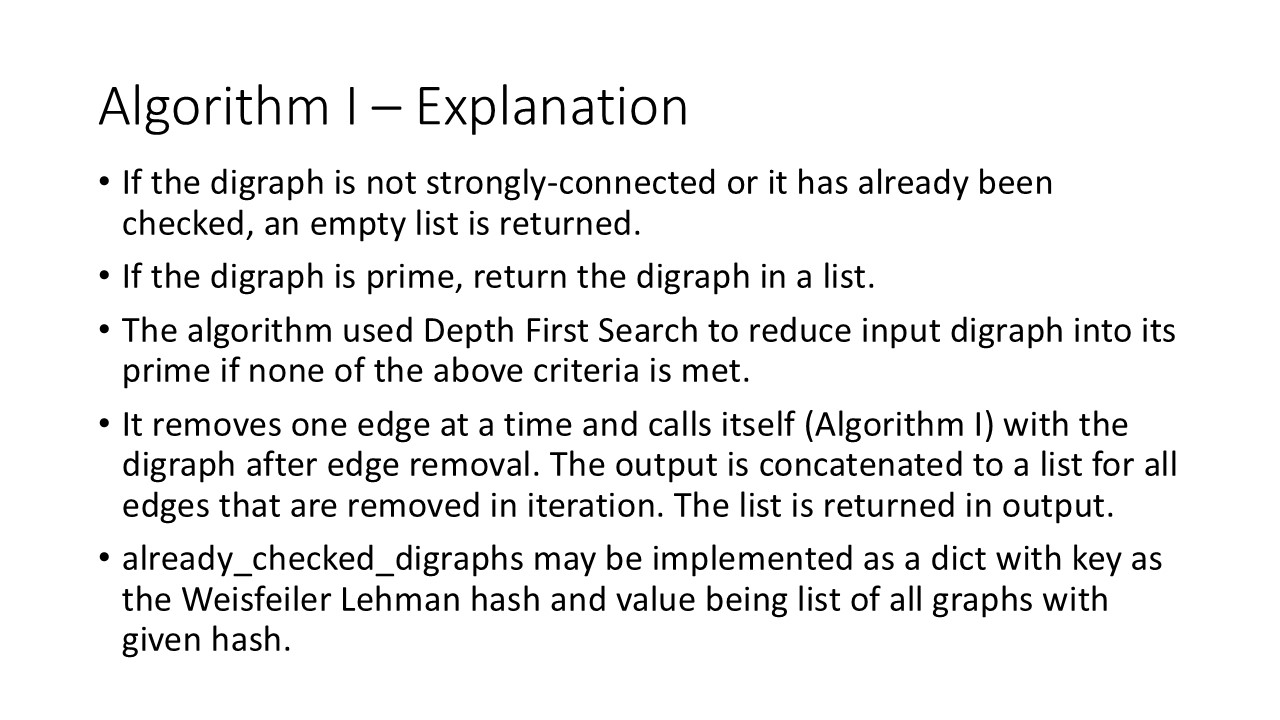 Algorithm I – Explanation
• If the digraph is not strongly-connected or it has already been
checked, an empty list is returned.
• If the digraph is prime, return the digraph in a list.
• The algorithm used Depth First Search to reduce input digraph into its
prime if none of the above criteria is met.
• It removes one edge at a time and calls itself (Algorithm I) with the
digraph after edge removal. The output is concatenated to a list for all
edges that are removed in iteration. The list is returned in output.
• already_checked_digraphs may be implemented as a dict with key as
the Weisfeiler Lehman hash and value being list of all graphs with
given hash.